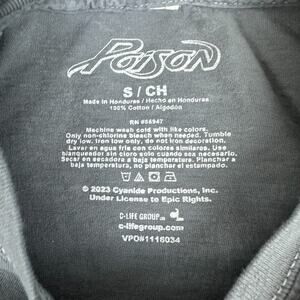 POISON
S / CH
Made in Honduras / Hecho en Honduras
100% Cotton / Algodón
RN #56947
Machine wash cold with like colors.
Only non-chlorine bleach when needed. Tumble
dry low. Iron low only, do not iron decoration.
Lavar en agua fria con colores similares. Use
blanqueador sin cloro solo cuando sea necesario.
Secar en secadora a baja temperatura. Planchar a
baja temperatura, no planchar el
© 2023 Cyanide Productions, Inc.
Under License to Epic Rights.
C-LIFE GROUP
c-lifegroup.com
VPO#1116034